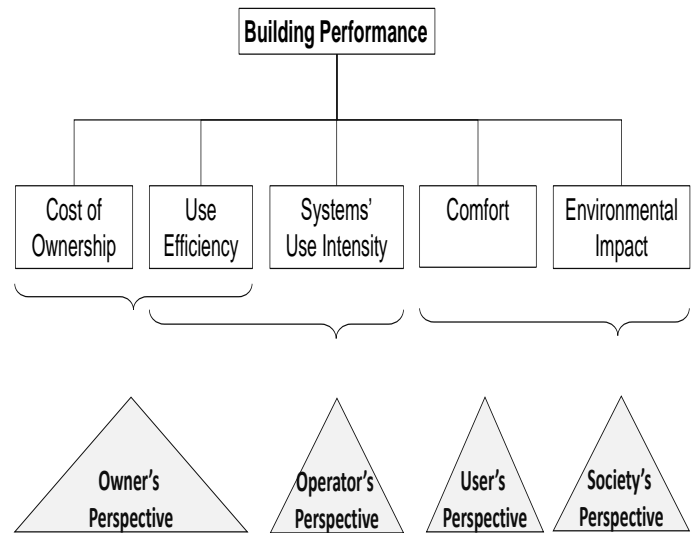 Building Performance
Cost of
Ownership
Use
Efficiency
Systems'
Use Intensity
Comfort
Environmental
Impact
Owner's
Perspective
Operator's
Perspective
User's
Perspective
Society's
Perspective